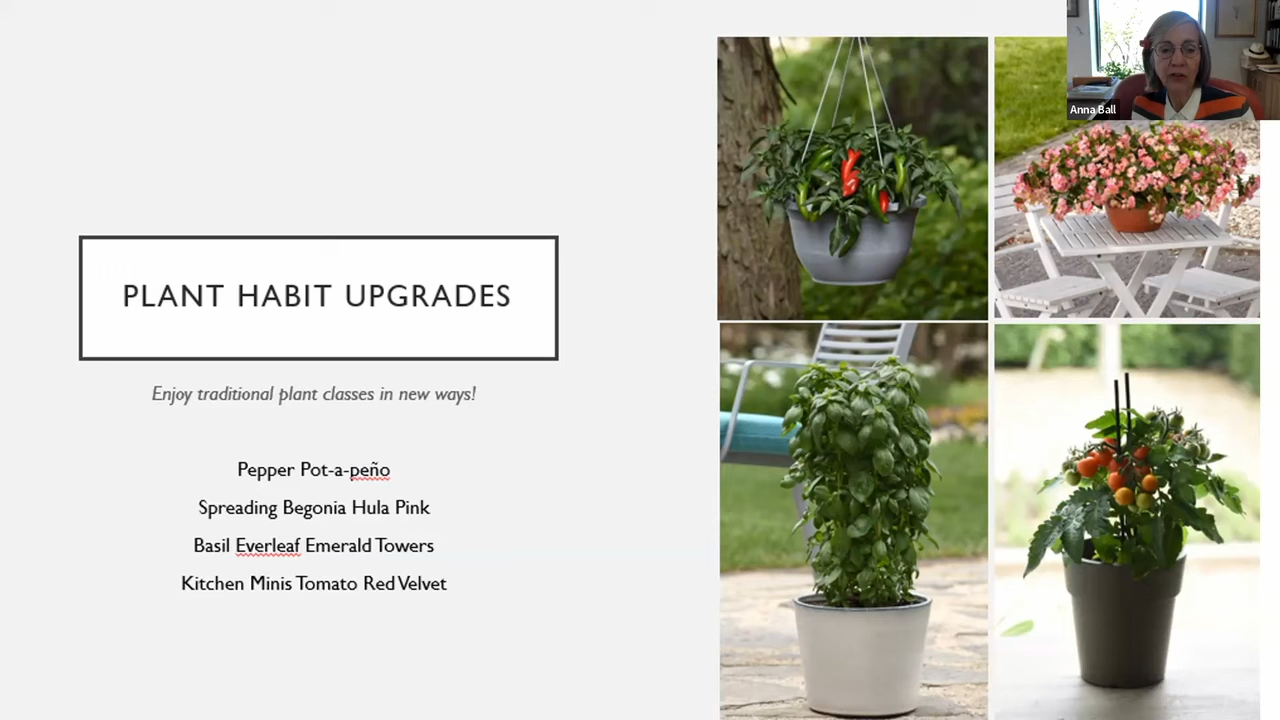 PLANT HABIT UPGRADES
Enjoy traditional plant classes in new ways!
Pepper Pot-a-peño
Spreading Begonia Hula Pink
Basil Everleaf Emerald Towers
Kitchen Minis Tomato Red Velvet
Anna Ball